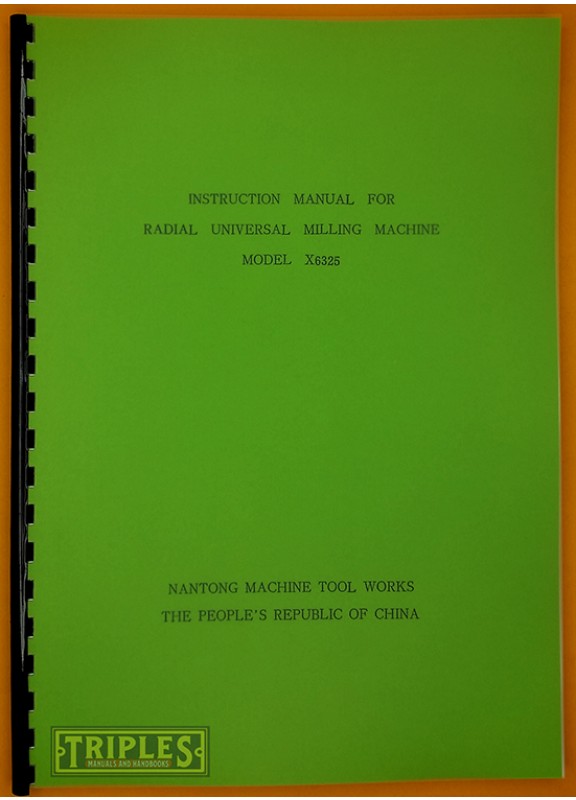 INSTRUCTION MANUAL FOR
RADIAL UNIVERSAL MILLING MACHINE
MODEL X6325
NANTONG MACHINE TOOL WORKS
THE PEOPLE'S REPUBLIC OF CHINA
TRIPLES
MANUALS AND HANDBOOKS